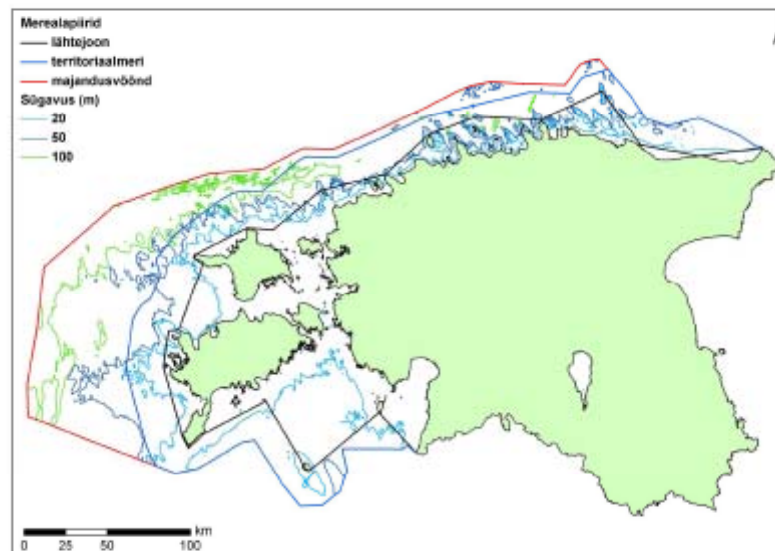 Merealapiirid
lähtejoon
territoriaalmeri
majandusvöönd
Sügavus (m)
20
50
100
km
0 25 50 100